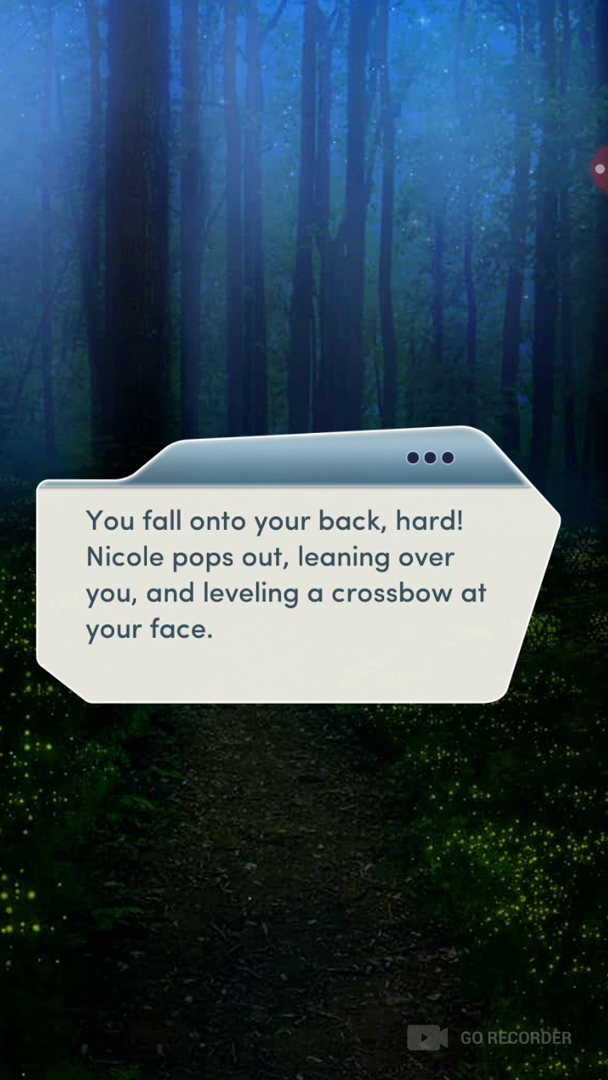 You fall onto your back, hard!
Nicole pops out, leaning over
you, and leveling a crossbow at
your face.
GO RECORDER